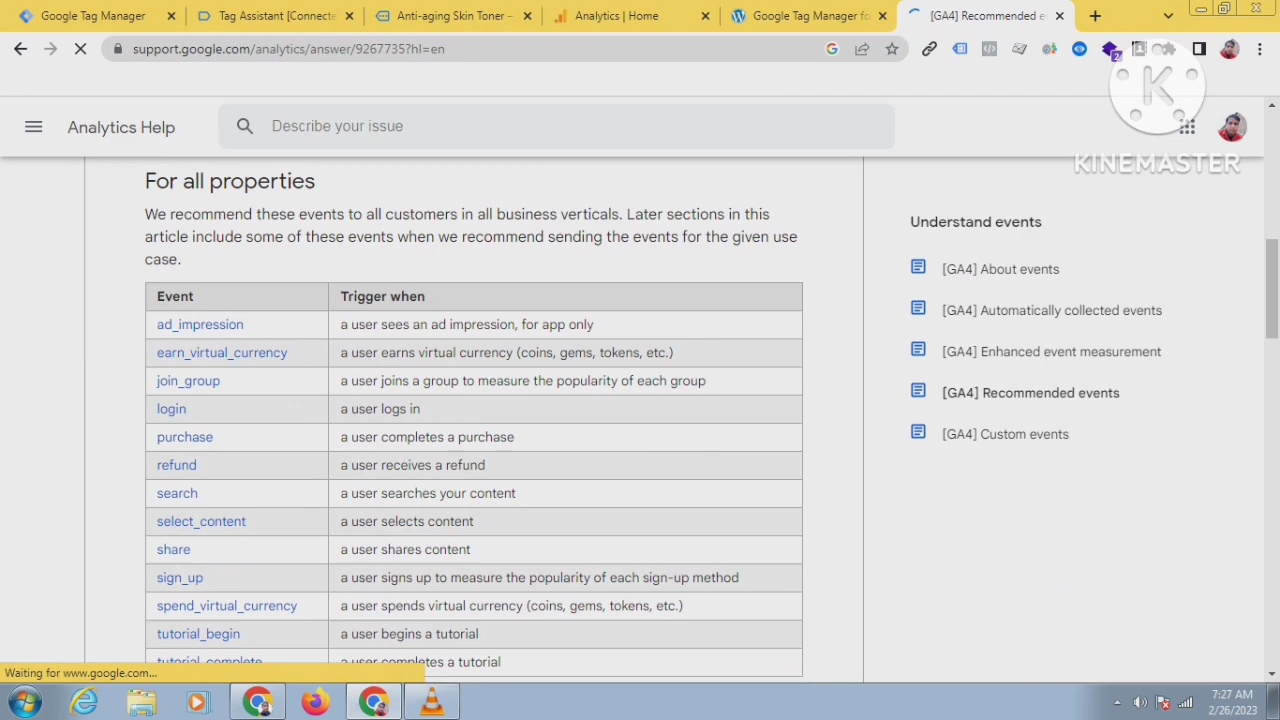 Google Tag Manager
Tag Assistant [Connecte
Anti-aging Skin Toner –
Analytics | Home
Google Tag Manager fo
[GA4] Recommended e
support.google.com/analytics/answer/9267735?hl=en
2
K
KINEMASTER
Analytics Help
Describe your issue
For all properties
We recommend these events to all customers in all business verticals. Later sections in this
article include some of these events when we recommend sending the events for the given use
case.
Event Trigger when
ad_impression a user sees an ad impression, for app only
earn_virtual_currency a user earns virtual currency (coins, gems, tokens, etc.)
join_group a user joins a group to measure the popularity of each group
login a user logs in
purchase a user completes a purchase
refund a user receives a refund
search a user searches your content
select_content a user selects content
share a user shares content
sign_up a user signs up to measure the popularity of each sign-up method
spend_virtual_currency a user spends virtual currency (coins, gems, tokens, etc.)
tutorial_begin a user begins a tutorial
tutorial_complete a user completes a tutorial
Understand events
[GA4] About events
[GA4] Automatically collected events
[GA4] Enhanced event measurement
[GA4] Recommended events
[GA4] Custom events
Waiting for www.google.com...
7:27 AM
2/26/2023